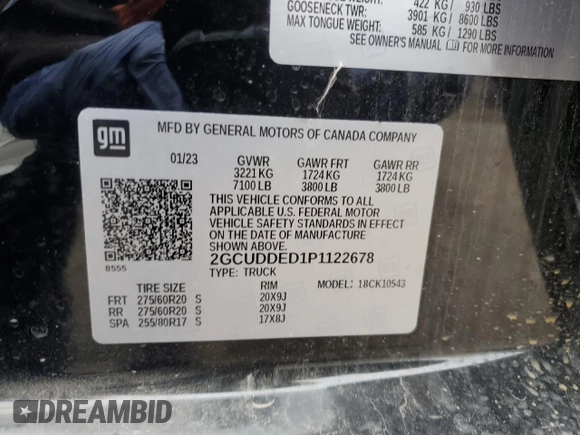 422 KG / 930 LBS
GOOSENECK TWR: 3901 KG / 8600 LBS
MAX TONGUE WEIGHT: 585 KG / 1290 LBS
SEE OWNER'S MANUAL FOR MORE INFORMATION
gm
MFD BY GENERAL MOTORS OF CANADA COMPANY
01/23 GVWR GAWR FRT GAWR RR
3221 KG 1724 KG 1724 KG
7100 LB 3800 LB 3800 LB
THIS VEHICLE CONFORMS TO ALL
APPLICABLE U.S. FEDERAL MOTOR
VEHICLE SAFETY STANDARDS IN EFFECT
ON THE DATE OF MANUFACTURE
SHOWN ABOVE.
8555
2GCUDDED1P1122678
TYPE: TRUCK MODEL: 18CK10543
TIRE SIZE RIM
FRT 275/60R20 S 20X9J
RR 275/60R20 S 20X9J
SPA 255/80R17 S 17X8J
DREAMBID